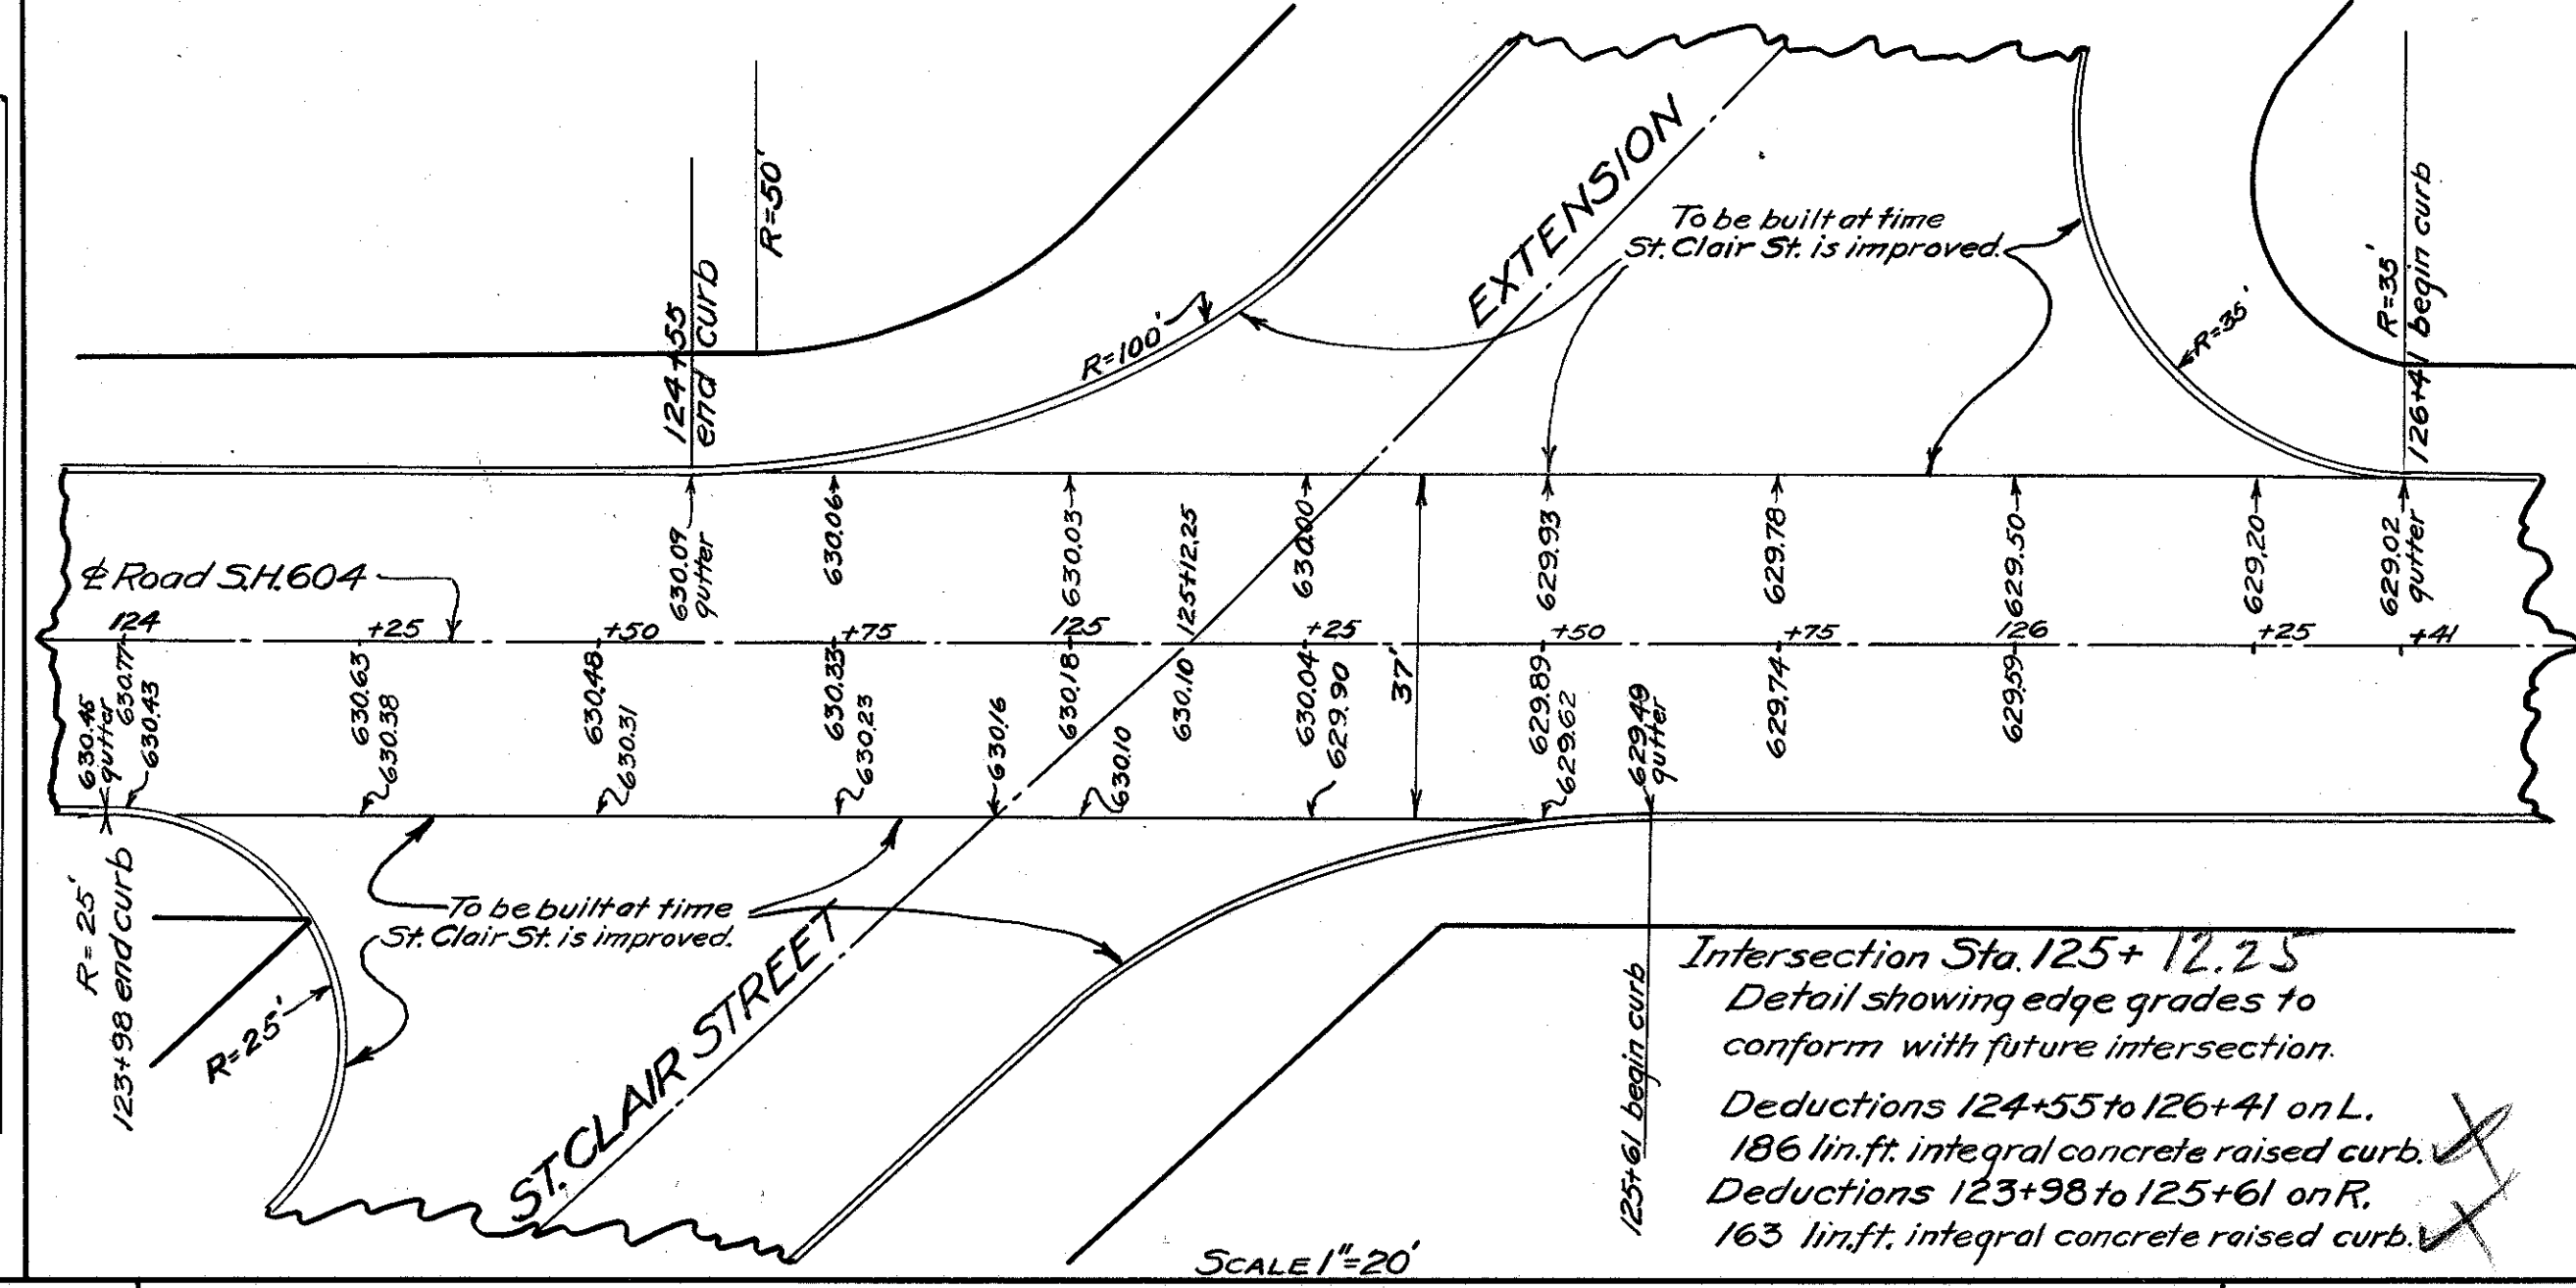 R=50'
124+55
end curb
R=100'
EXTENSION
To be built at time
St. Clair St. is improved.
R=35'
R=35'
126+41 begin curb
℄ Road S.H. 604
630.09
gutter
630.06
630.03
125+12.25
630.00
629.93
629.78
629.50
629.20
629.02
gutter
124 +25 +50 +75 125 +25 +50 +75 126 +25 +41
630.45
gutter
630.77
630.43
630.63
630.38
630.48
630.31
630.33
630.23
630.16
630.18
630.10
630.10
630.04
629.90
37'
629.89
629.62
629.49
gutter
629.74
629.59
R=25'
123+98 end curb
R=25'
To be built at time
St. Clair St. is improved.
ST. CLAIR STREET
125+61 begin curb
Intersection Sta. 125+ 12.25
Detail showing edge grades to
conform with future intersection.
Deductions 124+55 to 126+41 on L.
186 lin.ft. integral concrete raised curb.
Deductions 123+98 to 125+61 on R.
163 lin.ft. integral concrete raised curb.
SCALE 1"=20'